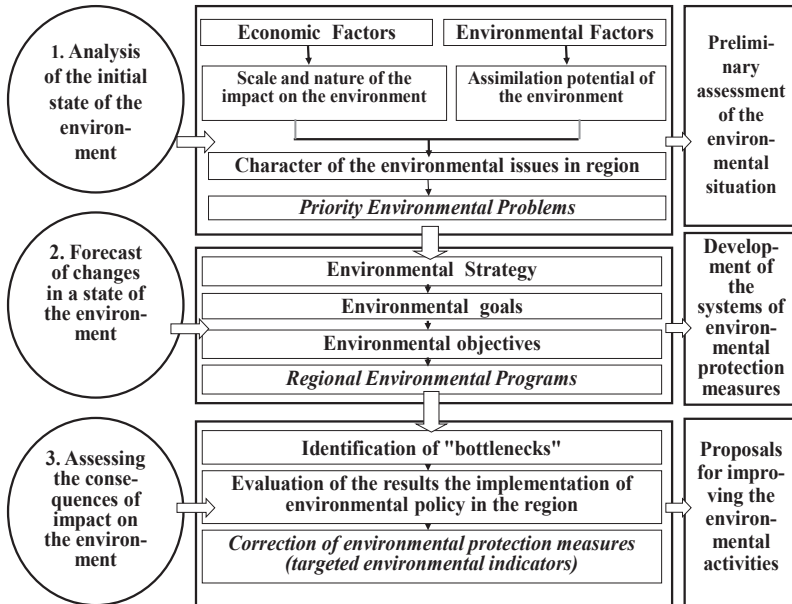 1. Analysis
of the initial
state of the
environ-
ment
Economic Factors
Environmental Factors
Scale and nature of the
impact on the environment
Assimilation potential of
the environment
Character of the environmental issues in region
Priority Environmental Problems
Prelimi-
nary
assessment
of the
environ-
mental
situation
2. Forecast
of changes
in a state of
the environ-
ment
Environmental Strategy
Environmental goals
Environmental objectives
Regional Environmental Programs
Develop-
ment of
the
systems of
environ-
mental
protection
measures
3. Assessing
the conse-
quences of
impact on
the environ-
ment
Identification of "bottlenecks"
Evaluation of the results the implementation of
environmental policy in the region
Correction of environmental protection measures
(targeted environmental indicators)
Proposals
for impro-
ving the
environ-
mental
activities